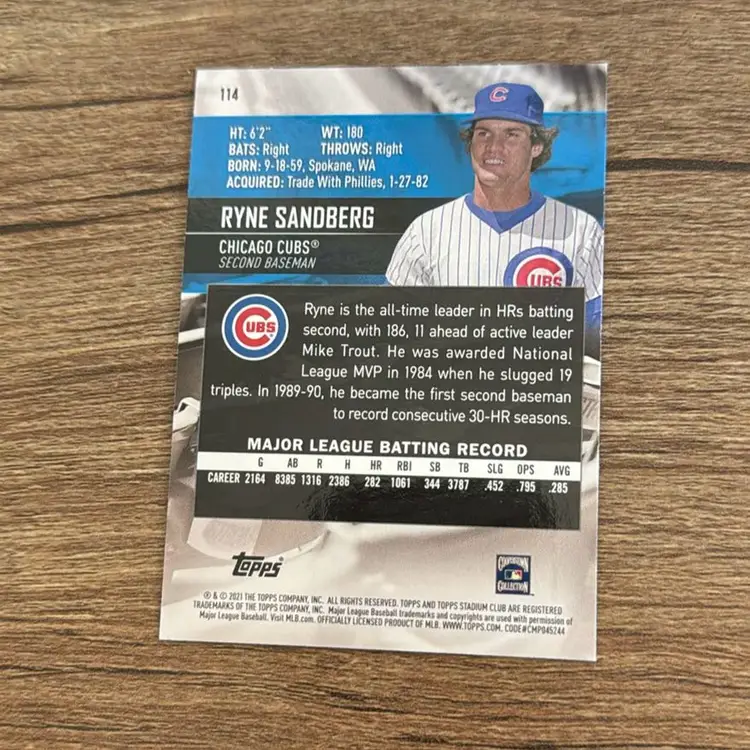 114
HT: 6'2" WT: 180
BATS: Right THROWS: Right
BORN: 9-18-59, Spokane, WA
ACQUIRED: Trade With Phillies, 1-27-82
RYNE SANDBERG
CHICAGO CUBS®
SECOND BASEMAN
C
CUBS
CUBS
Ryne is the all-time leader in HRs batting
second, with 186, 11 ahead of active leader
Mike Trout. He was awarded National
League MVP in 1984 when he slugged 19
triples. In 1989-90, he became the first second baseman
to record consecutive 30-HR seasons.
MAJOR LEAGUE BATTING RECORD
G AB R H HR RBI SB TB SLG OPS AVG
CAREER 2164 8385 1316 2386 282 1061 344 3787 .452 .795 .285
TOPPS
COOPERSTOWN
COLLECTION
® & © 2021 THE TOPPS COMPANY, INC. ALL RIGHTS RESERVED. TOPPS AND TOPPS STADIUM CLUB ARE REGISTERED
TRADEMARKS OF THE TOPPS COMPANY, INC. Major League Baseball trademarks and copyrights are used with permission of
Major League Baseball. Visit MLB.com. OFFICIALLY LICENSED PRODUCT OF MLB. WWW.TOPPS.COM. CODE#CMP045244